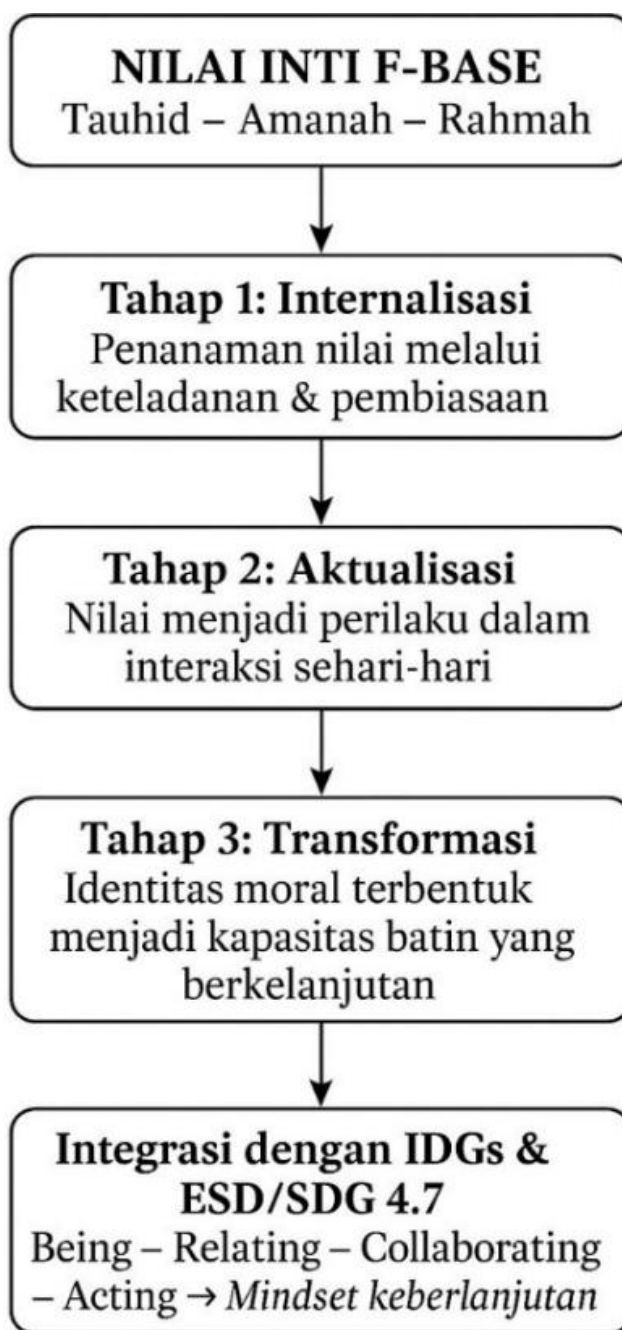 NILAI INTI F-BASE
Tauhid – Amanah – Rahmah
Tahap 1: Internalisasi
Penanaman nilai melalui
keteladanan & pembiasaan
Tahap 2: Aktualisasi
Nilai menjadi perilaku dalam
interaksi sehari-hari
Tahap 3: Transformasi
Identitas moral terbentuk
menjadi kapasitas batin yang
berkelanjutan
Integrasi dengan IDGs &
ESD/SDG 4.7
Being – Relating – Collaborating
– Acting → Mindset keberlanjutan